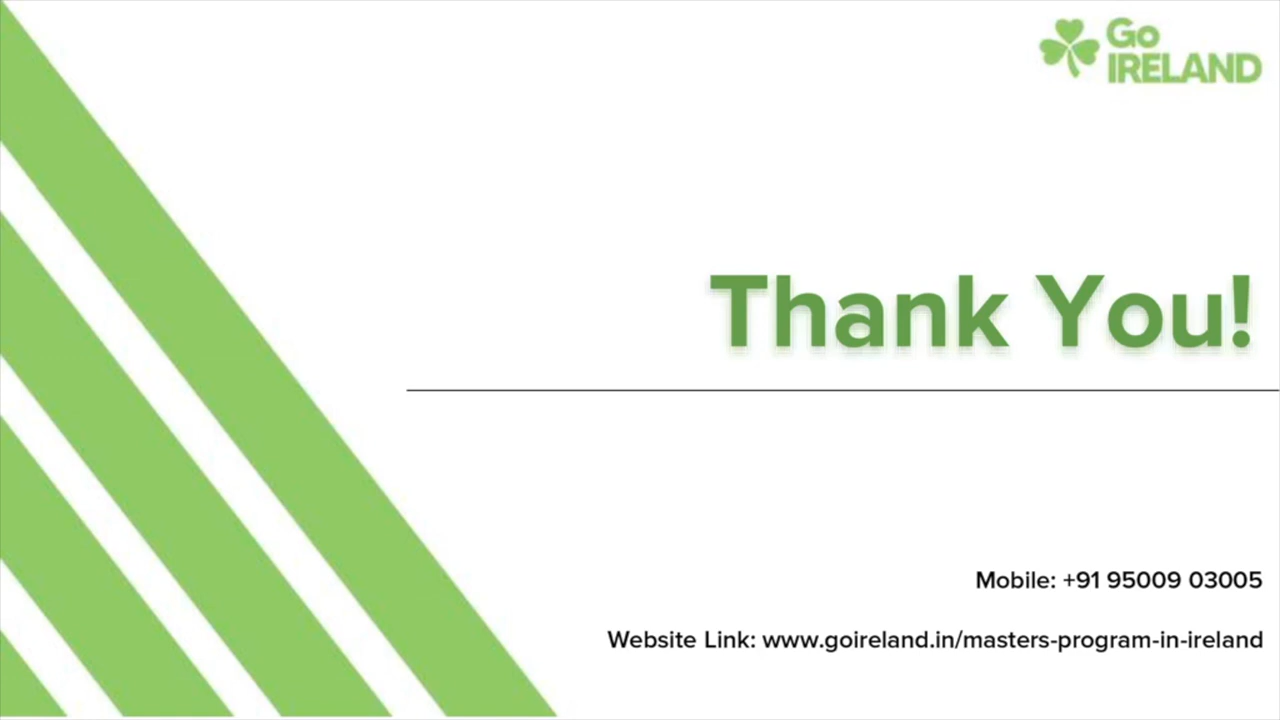 Go
IRELAND
Thank You!
Mobile: +91 95009 03005
Website Link: www.goireland.in/masters-program-in-ireland